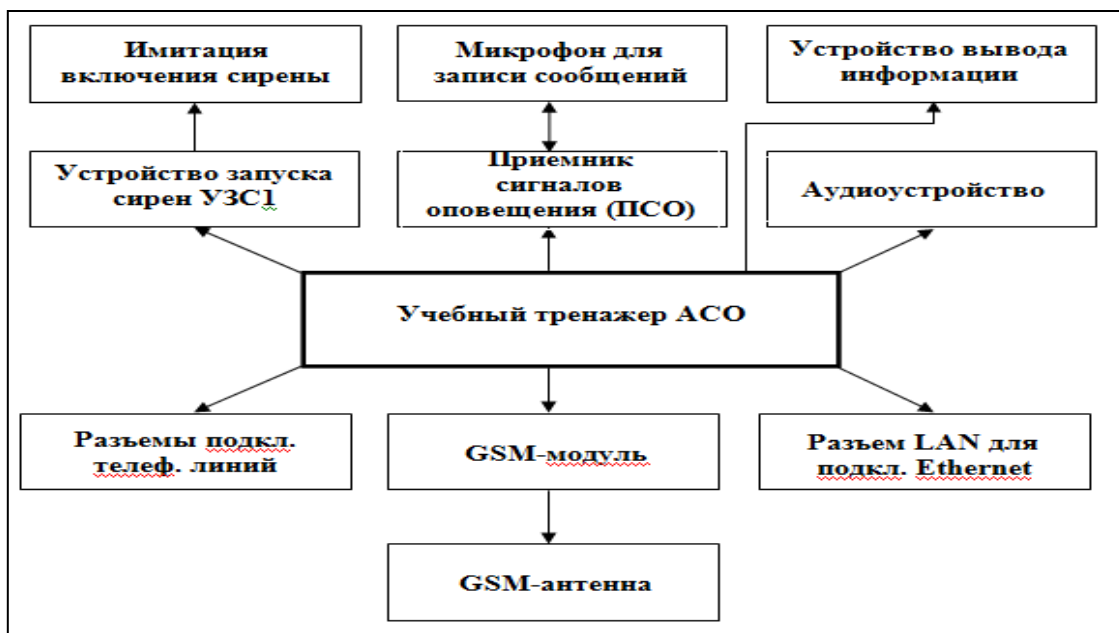 Имитация
включения сирены
Микрофон для
записи сообщений
Устройство вывода
информации
Устройство запуска
сирен УЗС1
Приемник
сигналов
оповещения (ПСО)
Аудиоустройство
Учебный тренажер АСО
Разъемы подкл.
телеф. линий
GSM-модуль
Разъем LAN для
подкл. Ethernet
GSM-антенна